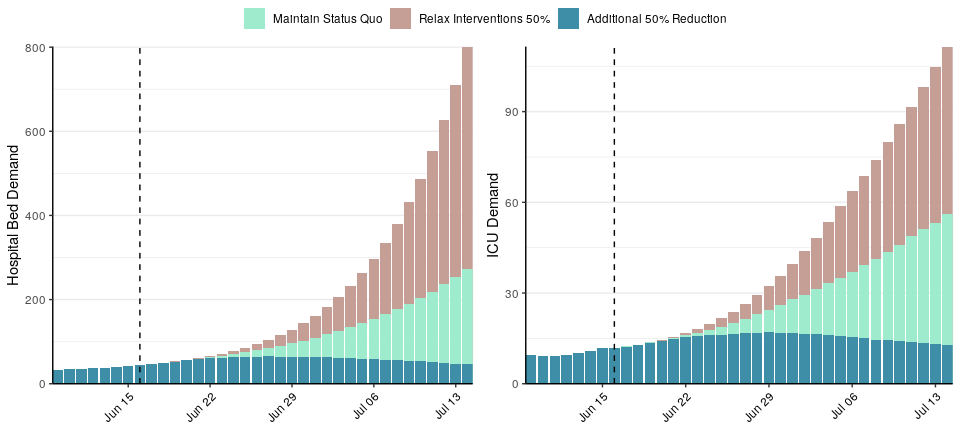 Maintain Status Quo Relax Interventions 50% Additional 50% Reduction
Hospital Bed Demand
800
600
400
200
0
Jun 15 Jun 22 Jun 29 Jul 06 Jul 13
ICU Demand
90
60
30
0
Jun 15 Jun 22 Jun 29 Jul 06 Jul 13